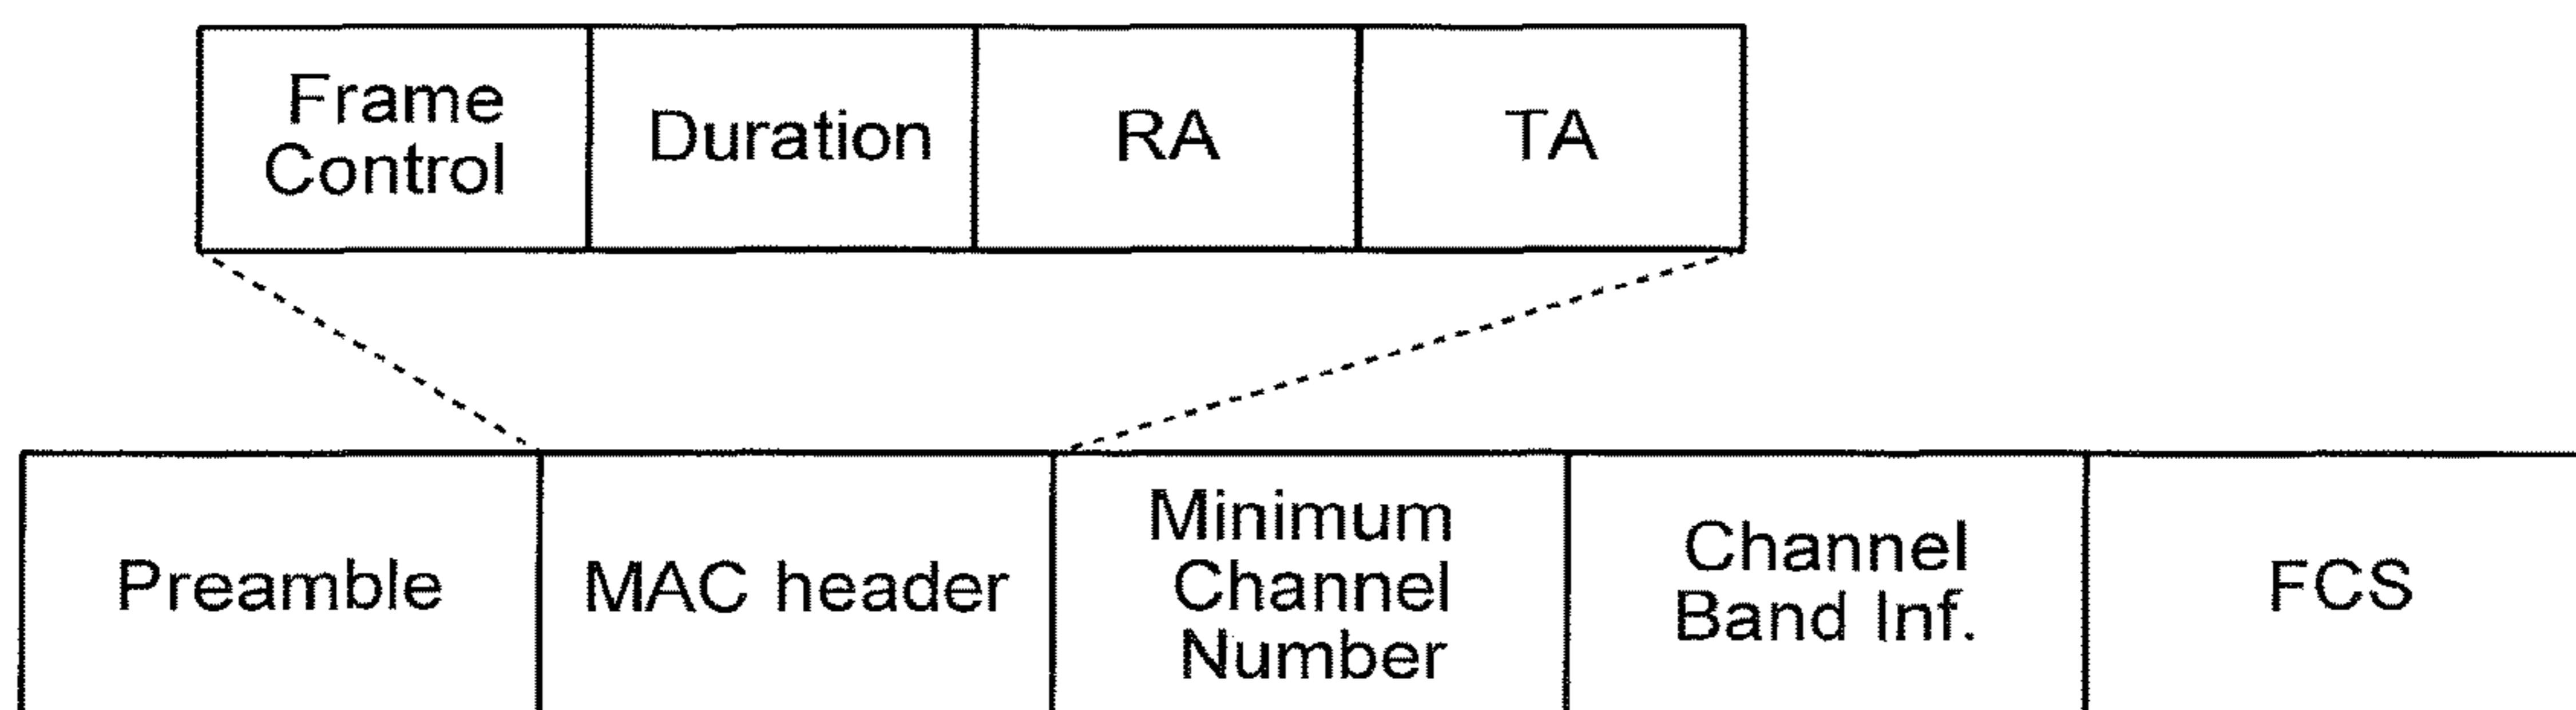 Frame
Control
Duration
RA
TA
Preamble
MAC header
Minimum
Channel
Number
Channel
Band Inf.
FCS